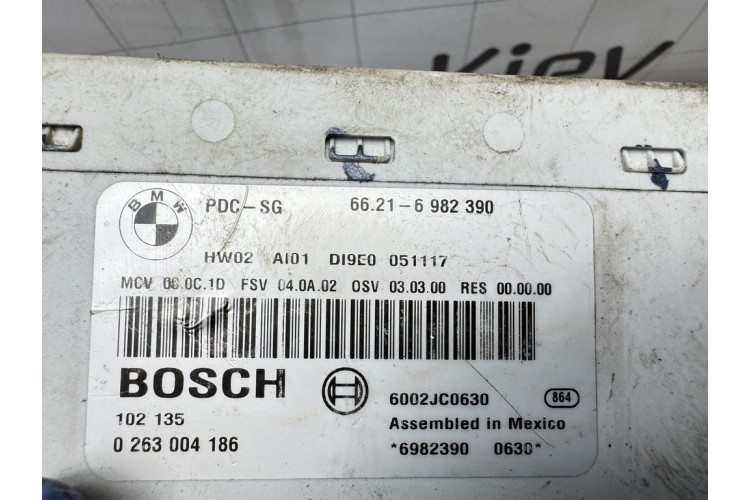 Kiev
BMW
PDC-SG 66.21-6 982 390
HW02 AI01 DI9E0 051117
MCV 08.0C.1D FSV 04.0A.02 OSV 03.03.00 RES 00.00.00
BOSCH
6002JC0630 864
102 135
Assembled in Mexico
0 263 004 186
*6982390 0630*